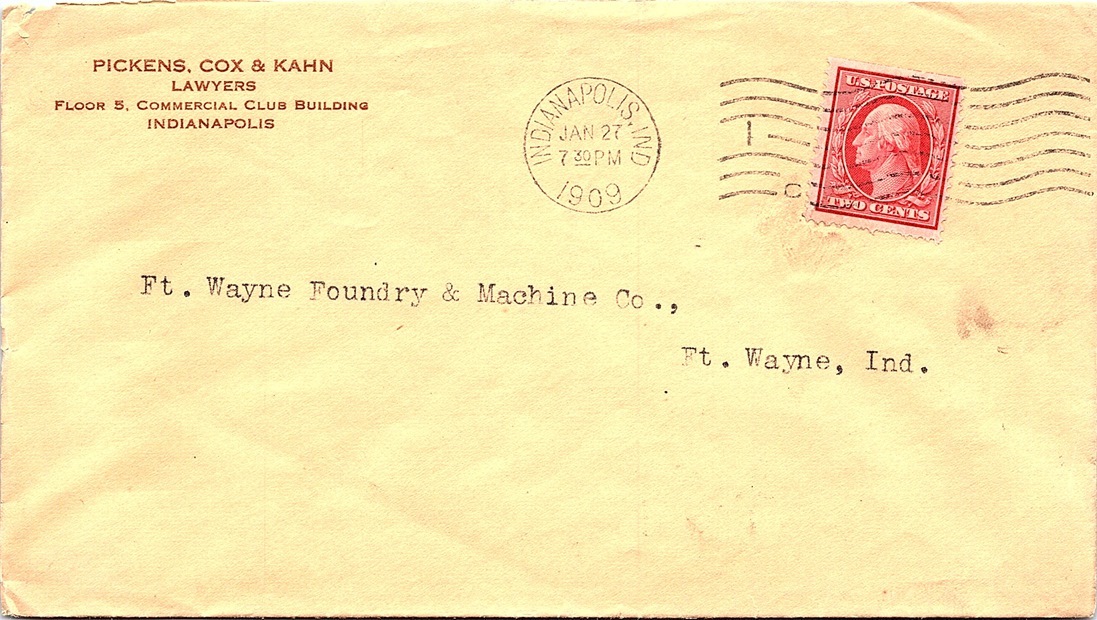 PICKENS, COX & KAHN
LAWYERS
FLOOR 5, COMMERCIAL CLUB BUILDING
INDIANAPOLIS
INDIANAPOLIS, IND
JAN 27
7 30 PM
1909
1
C
U.S. POSTAGE
TWO CENTS
Ft. Wayne Foundry & Machine Co.,
Ft. Wayne, Ind.